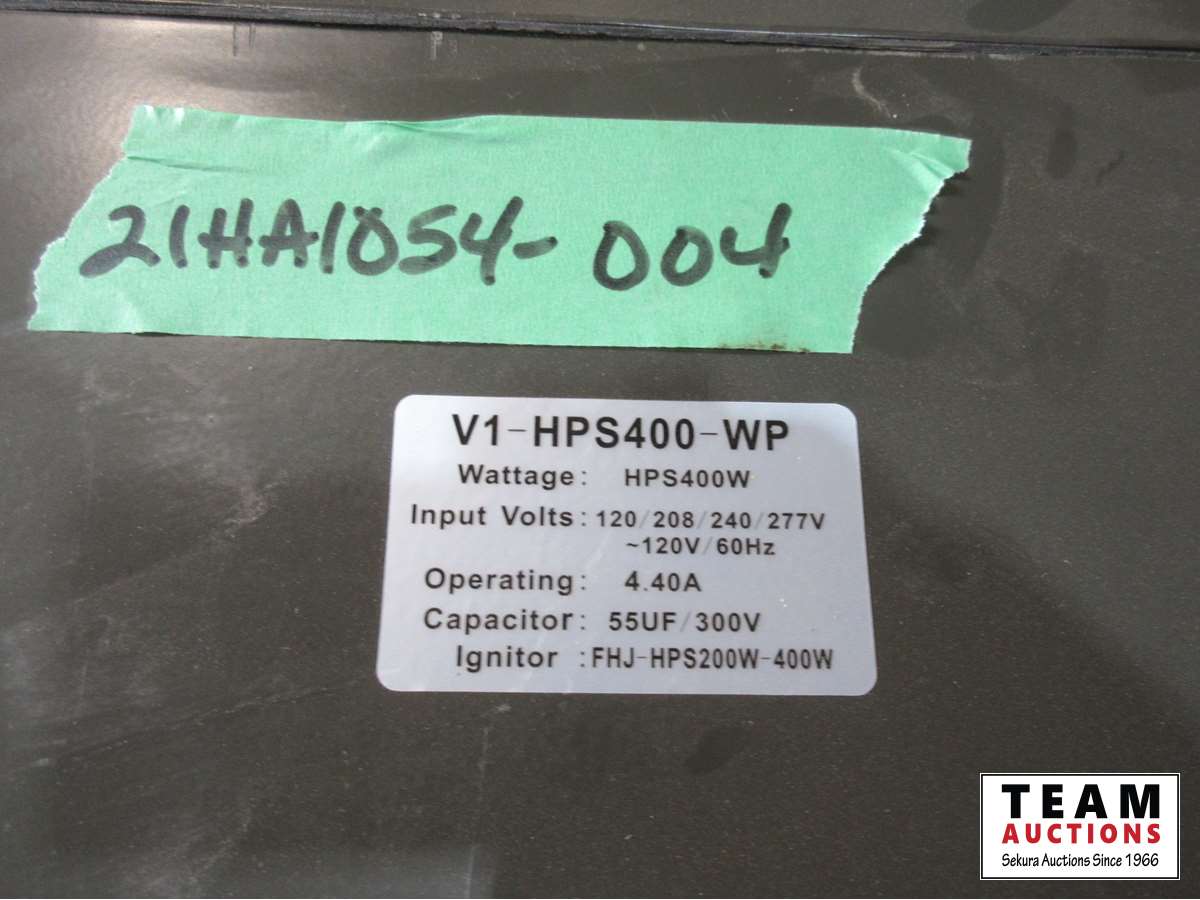 21HA1054-004
V1-HPS400-WP
Wattage: HPS400W
Input Volts: 120/208/240/277V
~120V/60Hz
Operating: 4.40A
Capacitor: 55UF/300V
Ignitor :FHJ-HPS200W-400W
TEAM
AUCTIONS
Sekura Auctions Since 1966